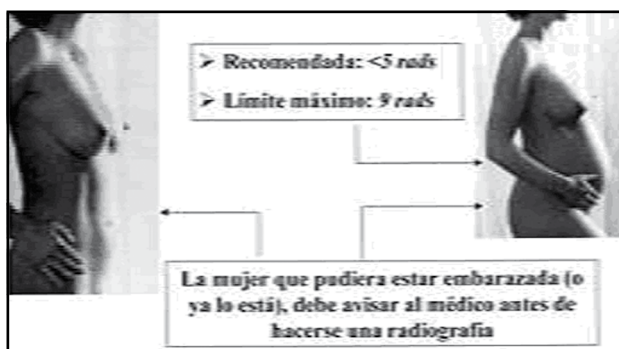 ➢ Recomendada: <5 rads
➢ Límite máximo: 9 rads
La mujer que pudiera estar embarazada (o
ya lo está), debe avisar al médico antes de
hacerse una radiografía